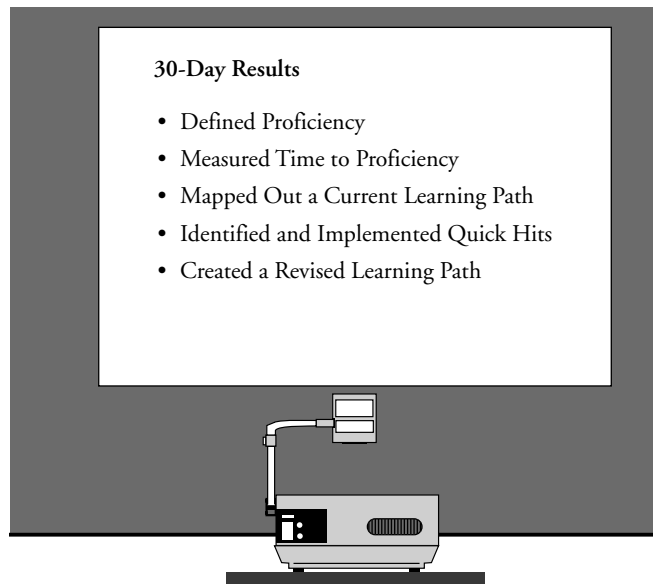 30-Day Results
• Defined Proficiency
• Measured Time to Proficiency
• Mapped Out a Current Learning Path
• Identified and Implemented Quick Hits
• Created a Revised Learning Path